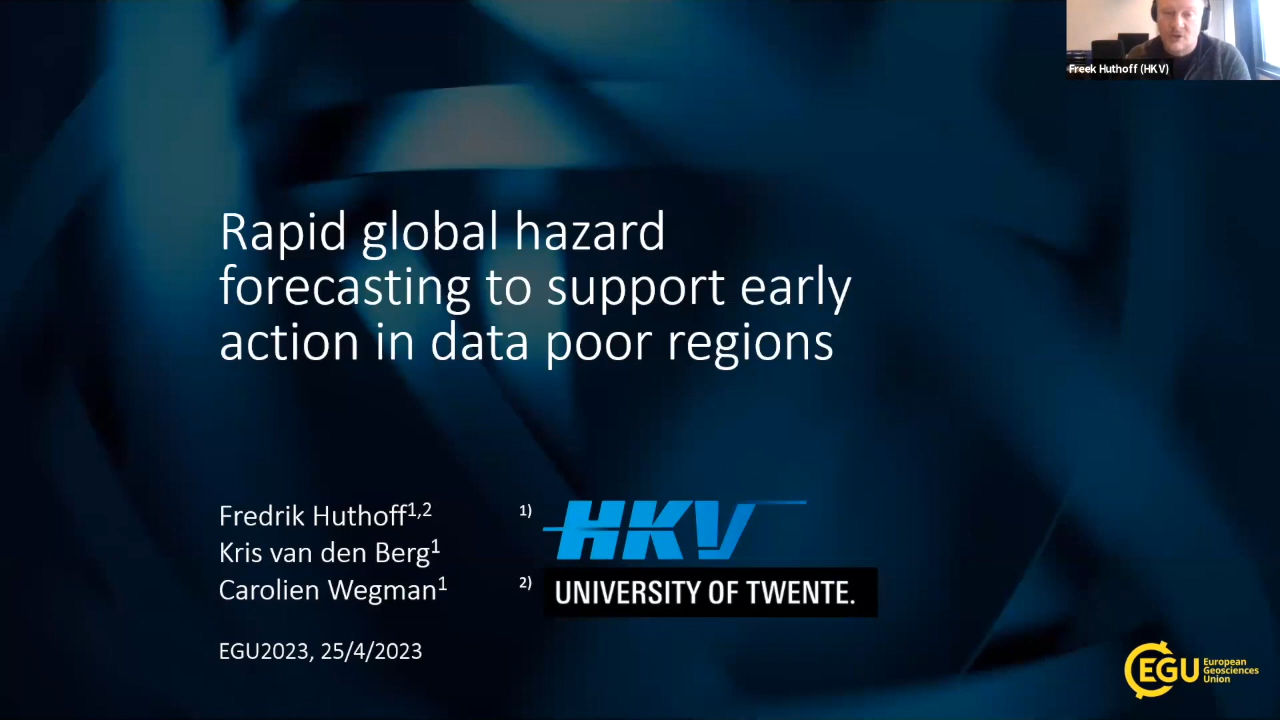 Freek Huthoff (HKV)
Rapid global hazard
forecasting to support early
action in data poor regions
Fredrik Huthoff1,2
Kris van den Berg1
Carolien Wegman1
1) HKV
2) UNIVERSITY OF TWENTE.
EGU2023, 25/4/2023
EGU European
Geosciences
Union